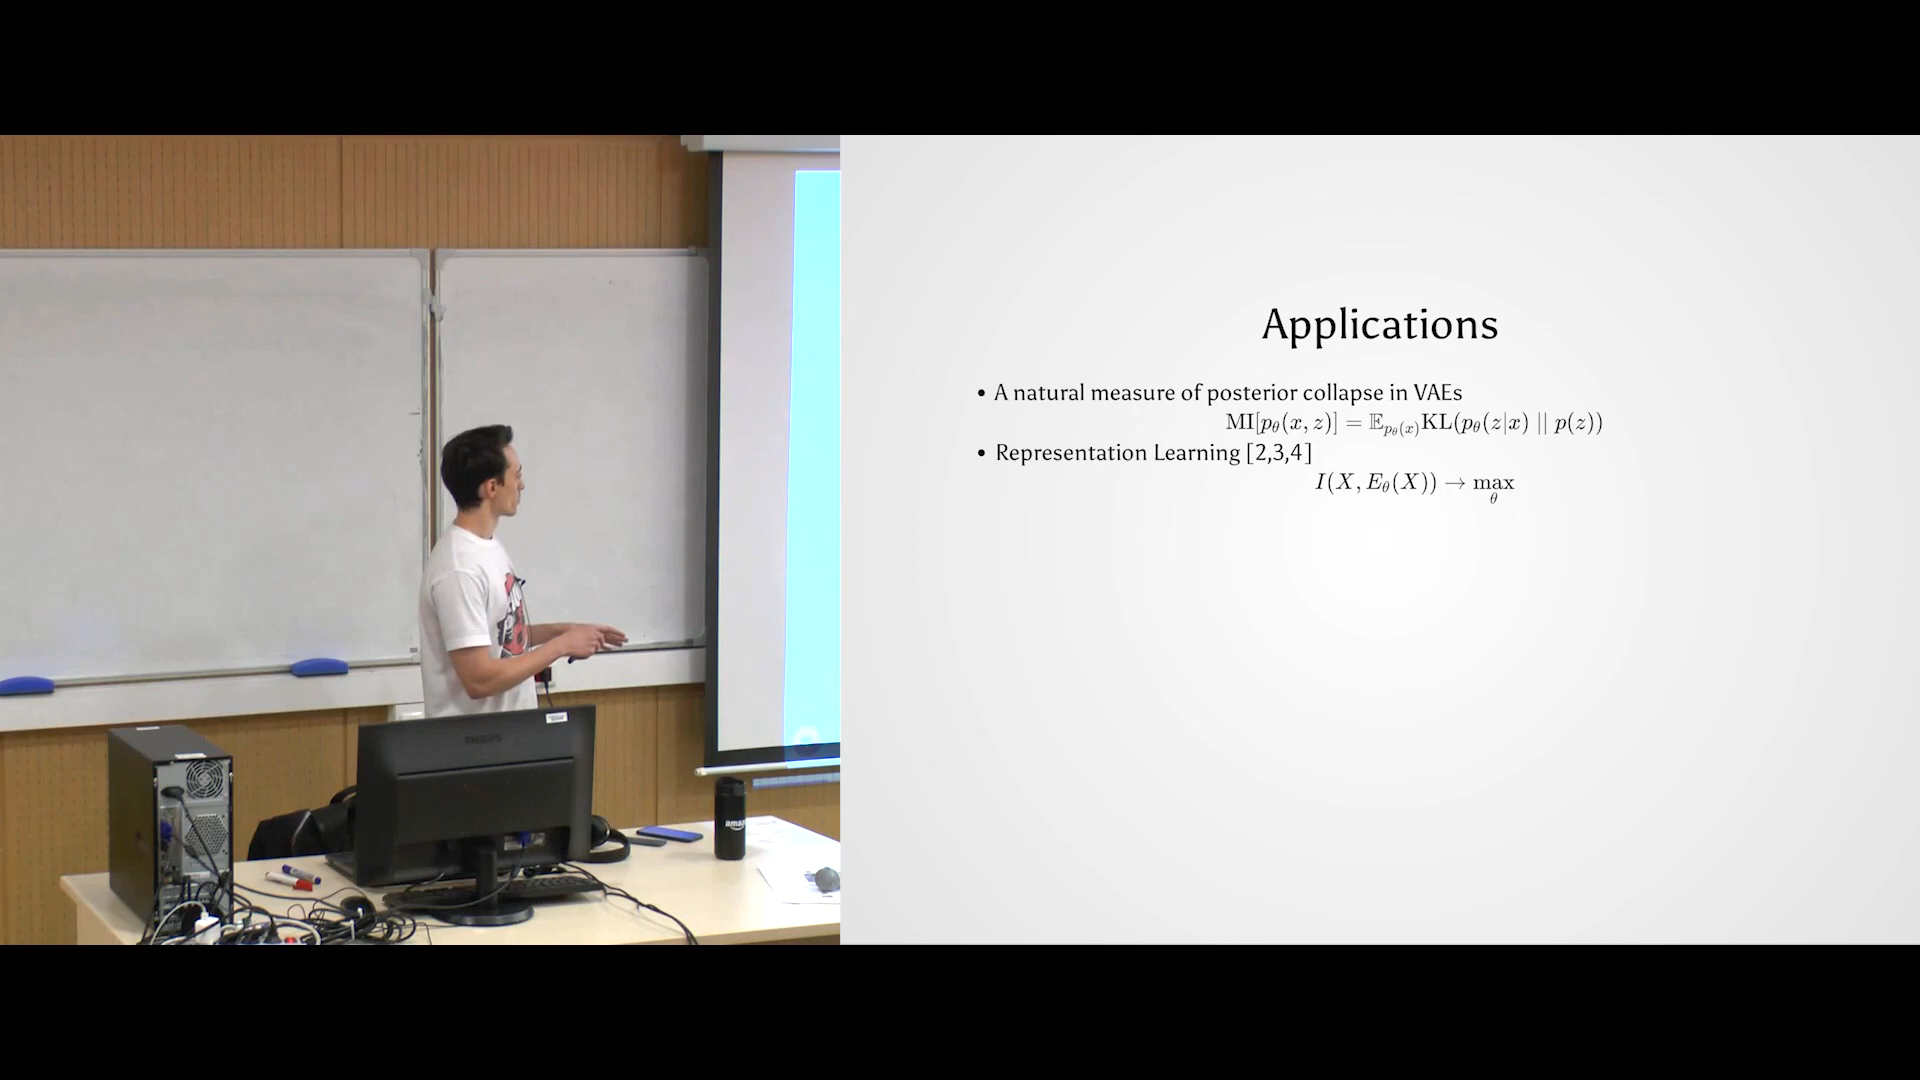 Applications
• A natural measure of posterior collapse in VAEs
MI[p_θ(x, z)] = 𝔼_{p_θ(x)}KL(p_θ(z|x) || p(z))
• Representation Learning [2,3,4]
I(X, E_θ(X)) → max_θ
PHILIPS